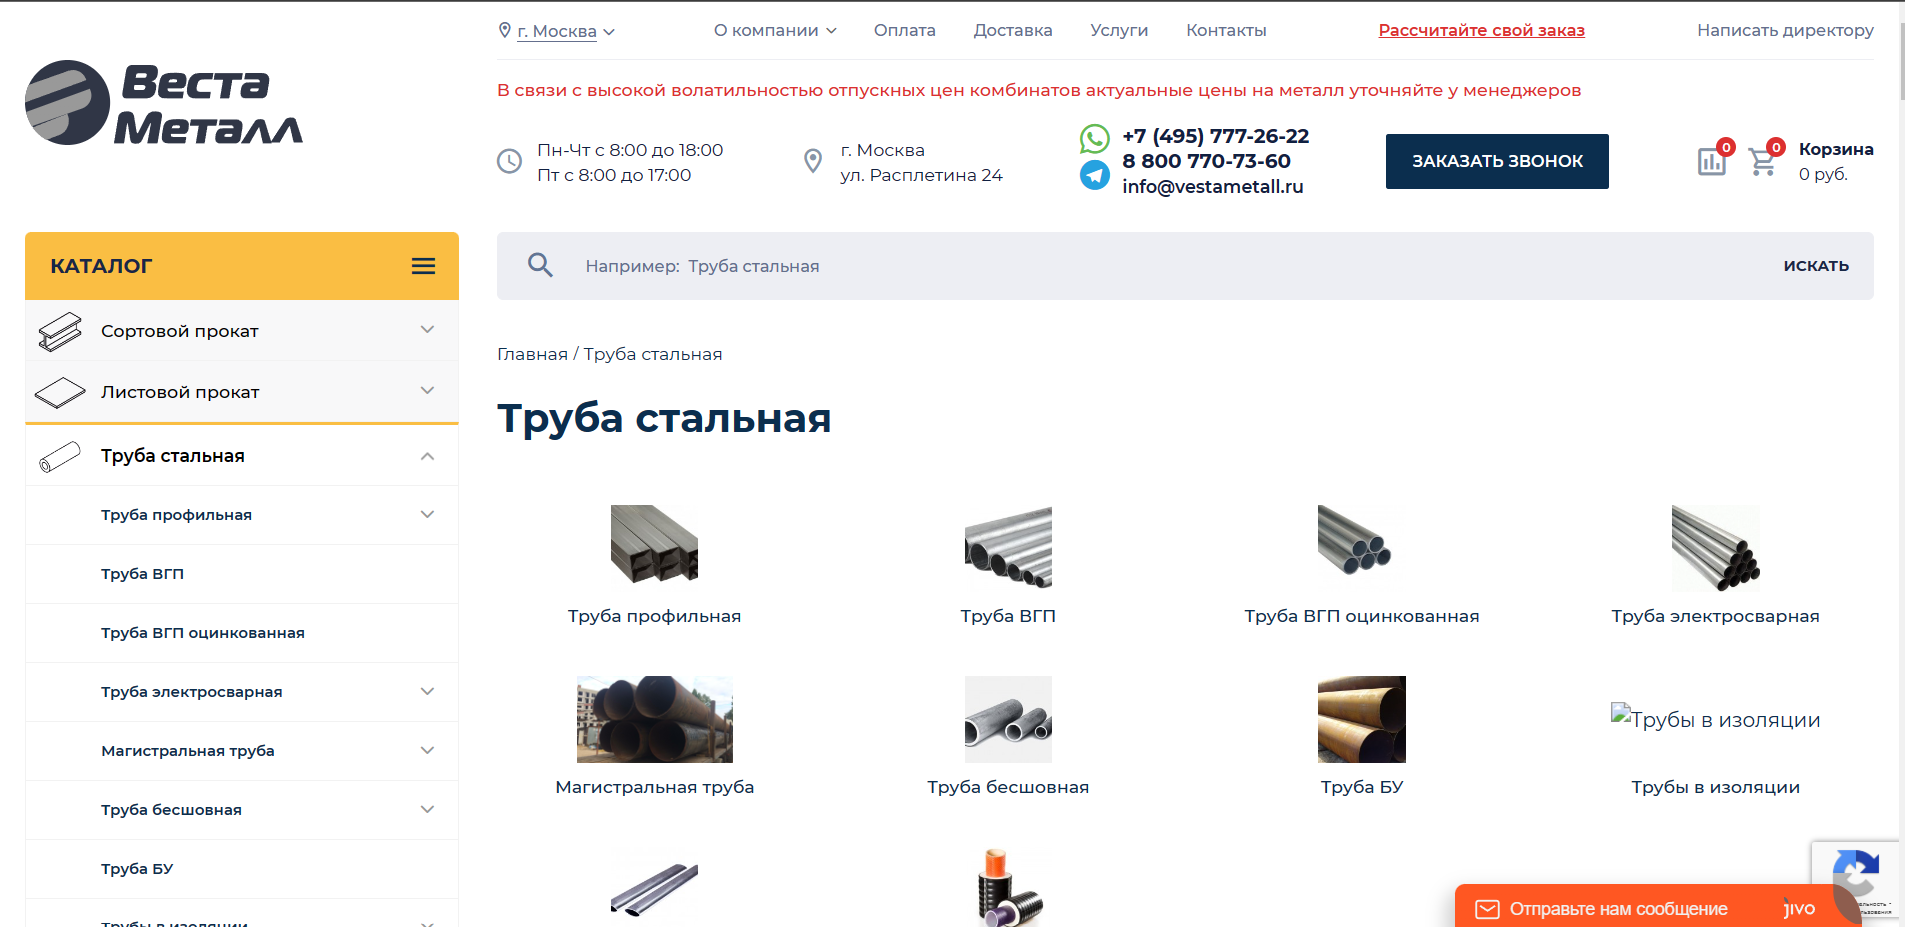 г. Москва
О компании
Оплата
Доставка
Услуги
Контакты
Рассчитайте свой заказ
Написать директору
Веста
Металл
В связи с высокой волатильностью отпускных цен комбинатов актуальные цены на металл уточняйте у менеджеров
Пн-Чт с 8:00 до 18:00
Пт с 8:00 до 17:00
г. Москва
ул. Расплетина 24
+7 (495) 777-26-22
8 800 770-73-60
info@vestametall.ru
ЗАКАЗАТЬ ЗВОНОК
0
0
Корзина
0 руб.
КАТАЛОГ
Например: Труба стальная
ИСКАТЬ
Сортовой прокат
Листовой прокат
Труба стальная
Труба профильная
Труба ВГП
Труба ВГП оцинкованная
Труба электросварная
Магистральная труба
Труба бесшовная
Труба БУ
Трубы в изоляции
Главная / Труба стальная
Труба стальная
Труба профильная
Труба ВГП
Труба ВГП оцинкованная
Труба электросварная
Трубы в изоляции
Магистральная труба
Труба бесшовная
Труба БУ
Трубы в изоляции
Отправьте нам сообщение
jivo